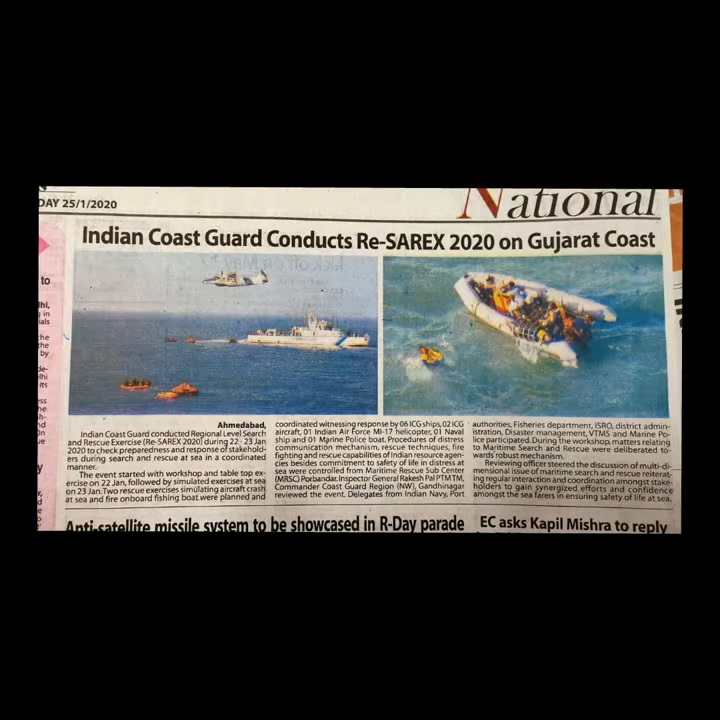 DAY 25/1/2020
National
Indian Coast Guard Conducts Re-SAREX 2020 on Gujarat Coast
Ahmedabad,
Indian Coast Guard conducted Regional Level Search
and Rescue Exercise (Re-SAREX 2020) during 22 - 23 Jan
2020 to check preparedness and response of stakehold-
ers during search and rescue at sea in a coordinated
manner.
The event started with workshop and table top ex-
ercise on 22 Jan, followed by simulated exercises at sea
on 23 Jan. Two rescue exercises simulating aircraft crash
at sea and fire onboard fishing boat were planned and
coordinated witnessing response by 06 ICG ships, 02 ICG
aircraft, 01 Indian Air Force MI-17 helicopter, 01 Naval
ship and 01 Marine Police boat. Procedures of distress
communication mechanism, rescue techniques, fire
fighting and rescue capabilities of Indian resource agen-
cies besides commitment to safety of life in distress at
sea were controlled from Maritime Rescue Sub Center
(MRSC) Porbandar. Inspector General Rakesh Pal PTM TM,
Commander Coast Guard Region (NW), Gandhinagar
reviewed the event. Delegates from Indian Navy, Port
authorities, Fisheries department, ISRO, district admin-
istration, Disaster management, VTMS and Marine Po-
lice participated. During the workshop, matters relating
to Maritime Search and Rescue were deliberated to-
wards robust mechanism.
Reviewing officer steered the discussion of multi-di-
mensional issue of maritime search and rescue reiterat-
ing regular interaction and coordination amongst stake-
holders to gain synergized efforts and confidence
amongst the sea farers in ensuring safety of life at sea.
Anti-satellite missile system to be showcased in R-Day parade
EC asks Kapil Mishra to reply